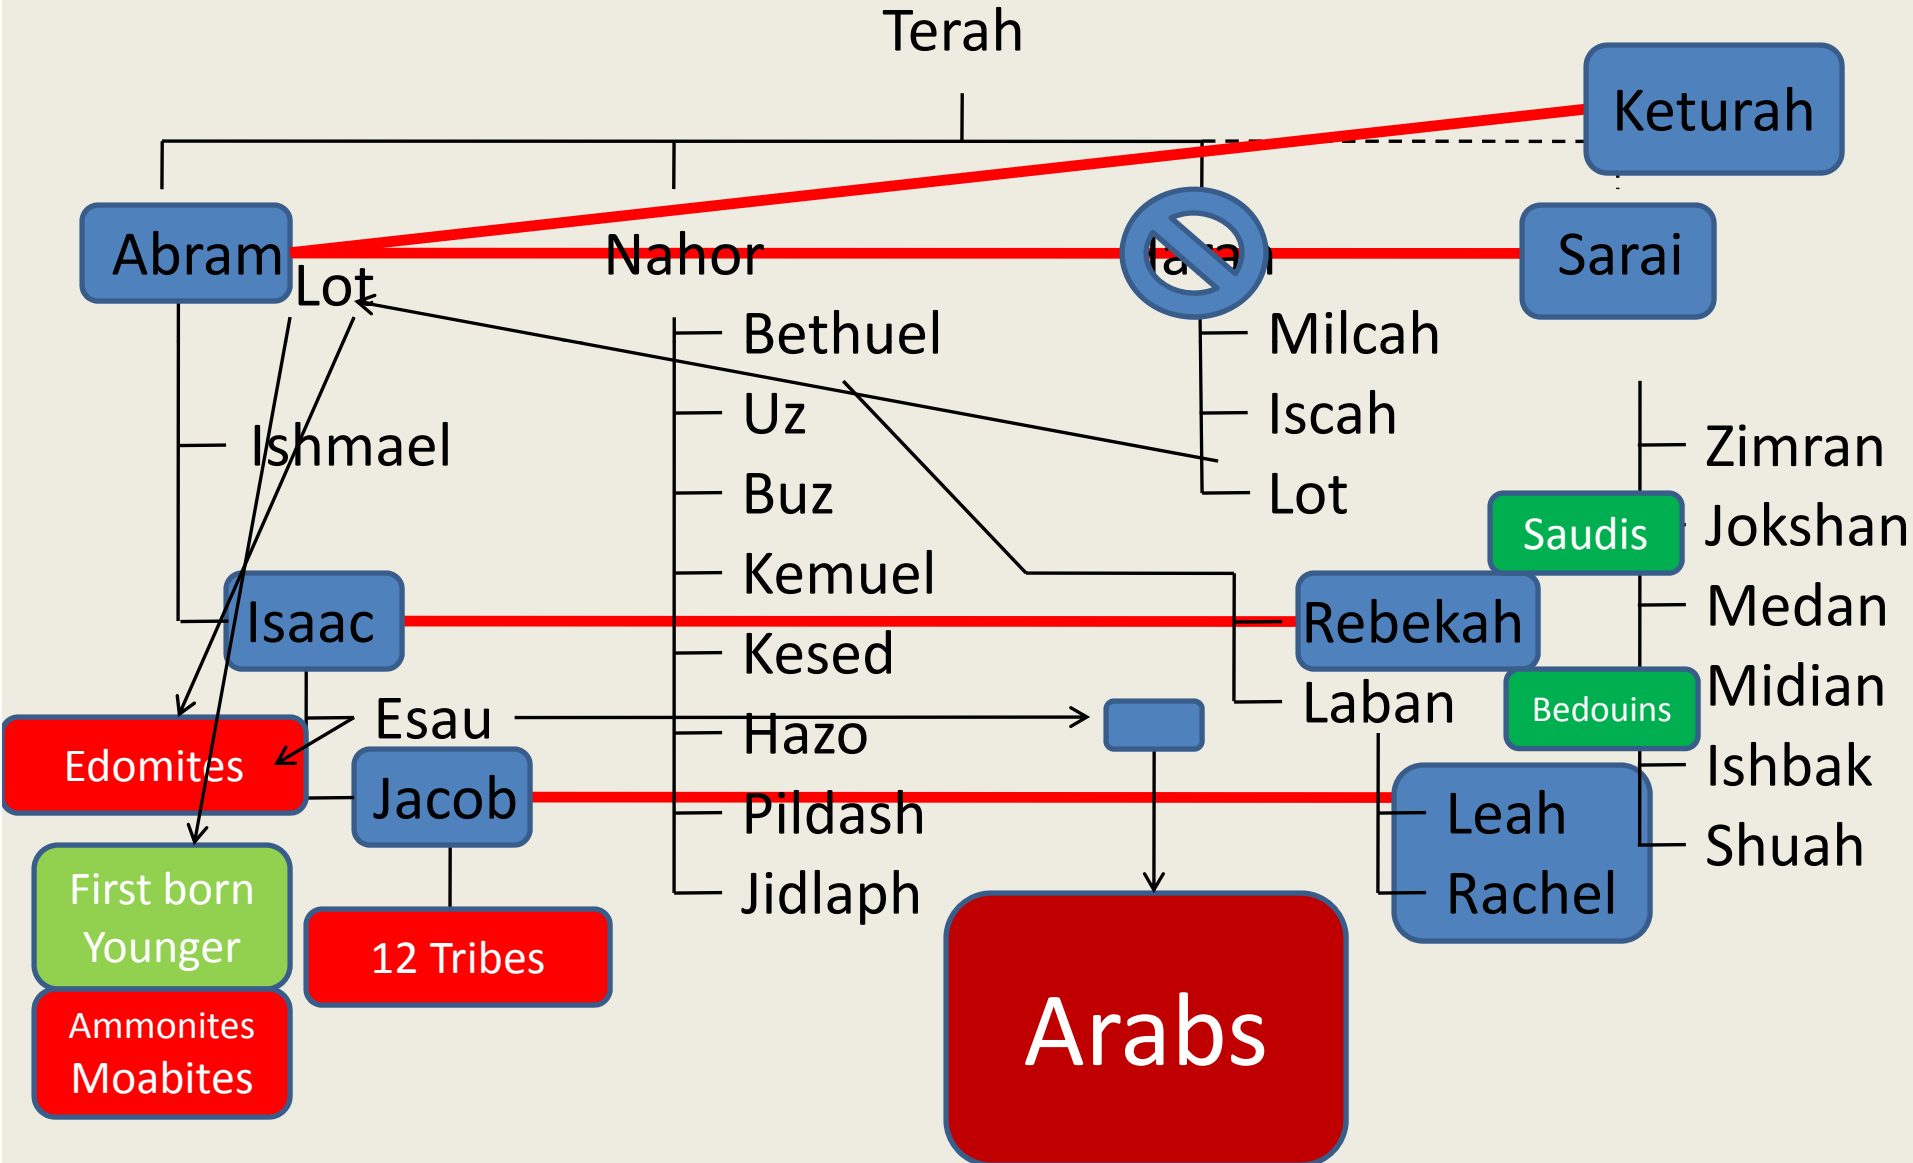 Terah
Keturah
Abram
Nahor
Sarai
Lot
Bethuel
Milcah
Uz
Iscah
Ishmael
Zimran
Buz
Lot
Saudis
Jokshan
Kemuel
Isaac
Rebekah
Medan
Kesed
Esau
Laban
Bedouins
Midian
Edomites
Hazo
Ishbak
Jacob
Pildash
Leah
Shuah
First born
Younger
Jidlaph
Rachel
12 Tribes
Ammonites
Moabites
Arabs